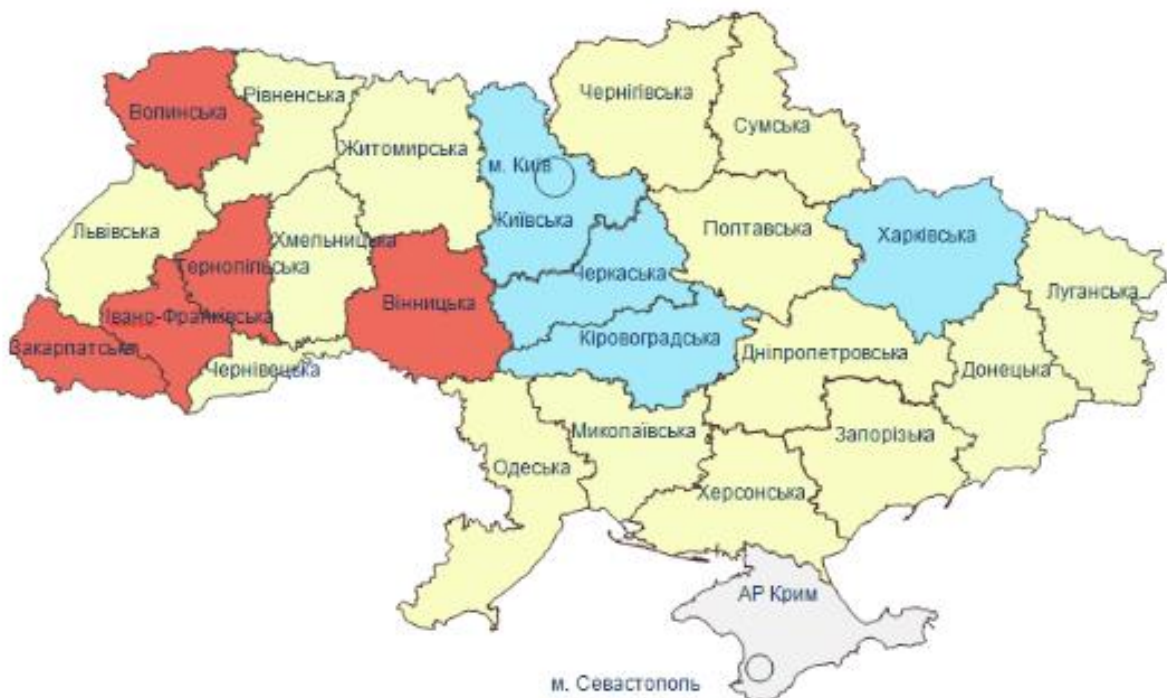 Рівненська
Чернігівська
Волинська
Сумська
Житомирська
м. Київ
Київська
Полтавська
Львівська
Харківська
Хмельницька
Тернопільська
Черкаська
Луганська
Вінницька
Івано-Франківська
Кіровоградська
Закарпатська
Дніпропетровська
Чернівецька
Донецька
Миколаївська
Запорізька
Одеська
Херсонська
АР Крим
м. Севастополь